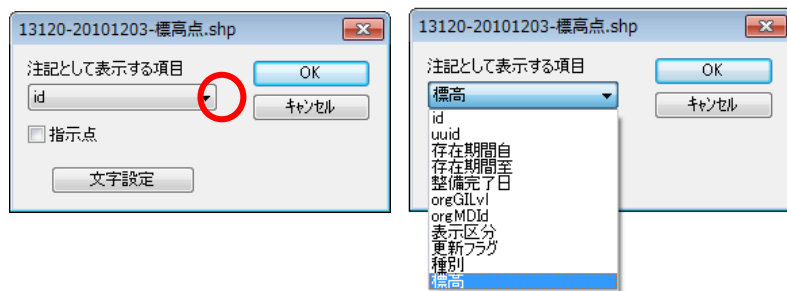 13120-20101203-標高点.shp
注記として表示する項目
id
OK
キャンセル
指示点
文字設定
13120-20101203-標高点.shp
注記として表示する項目
標高
OK
キャンセル
id
uuid
存在期間自
存在期間至
整備完了日
orgGILvl
orgMDId
表示区分
更新フラグ
種別
標高